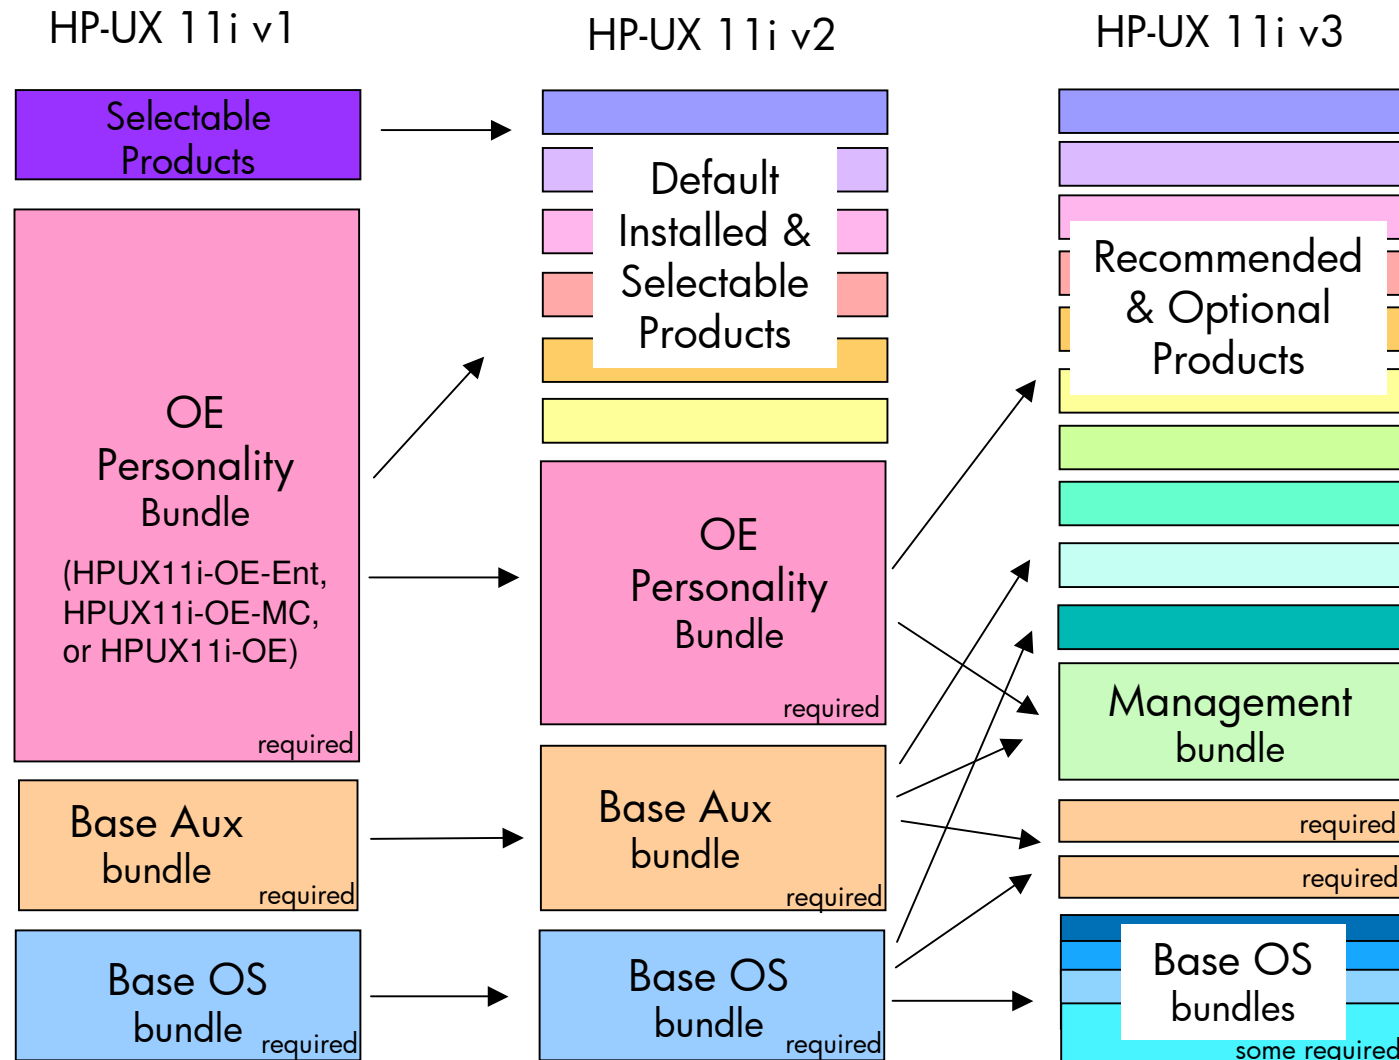 HP-UX 11i v1
Selectable
Products
OE
Personality
Bundle
(HPUX11i-OE-Ent,
HPUX11i-OE-MC,
or HPUX11i-OE)
required
Base Aux
bundle
required
Base OS
bundle
required
HP-UX 11i v2
Default
Installed &
Selectable
Products
OE
Personality
Bundle
required
Base Aux
bundle
required
Base OS
bundle
required
HP-UX 11i v3
Recommended
& Optional
Products
Management
bundle
required
required
Base OS
bundles
some required